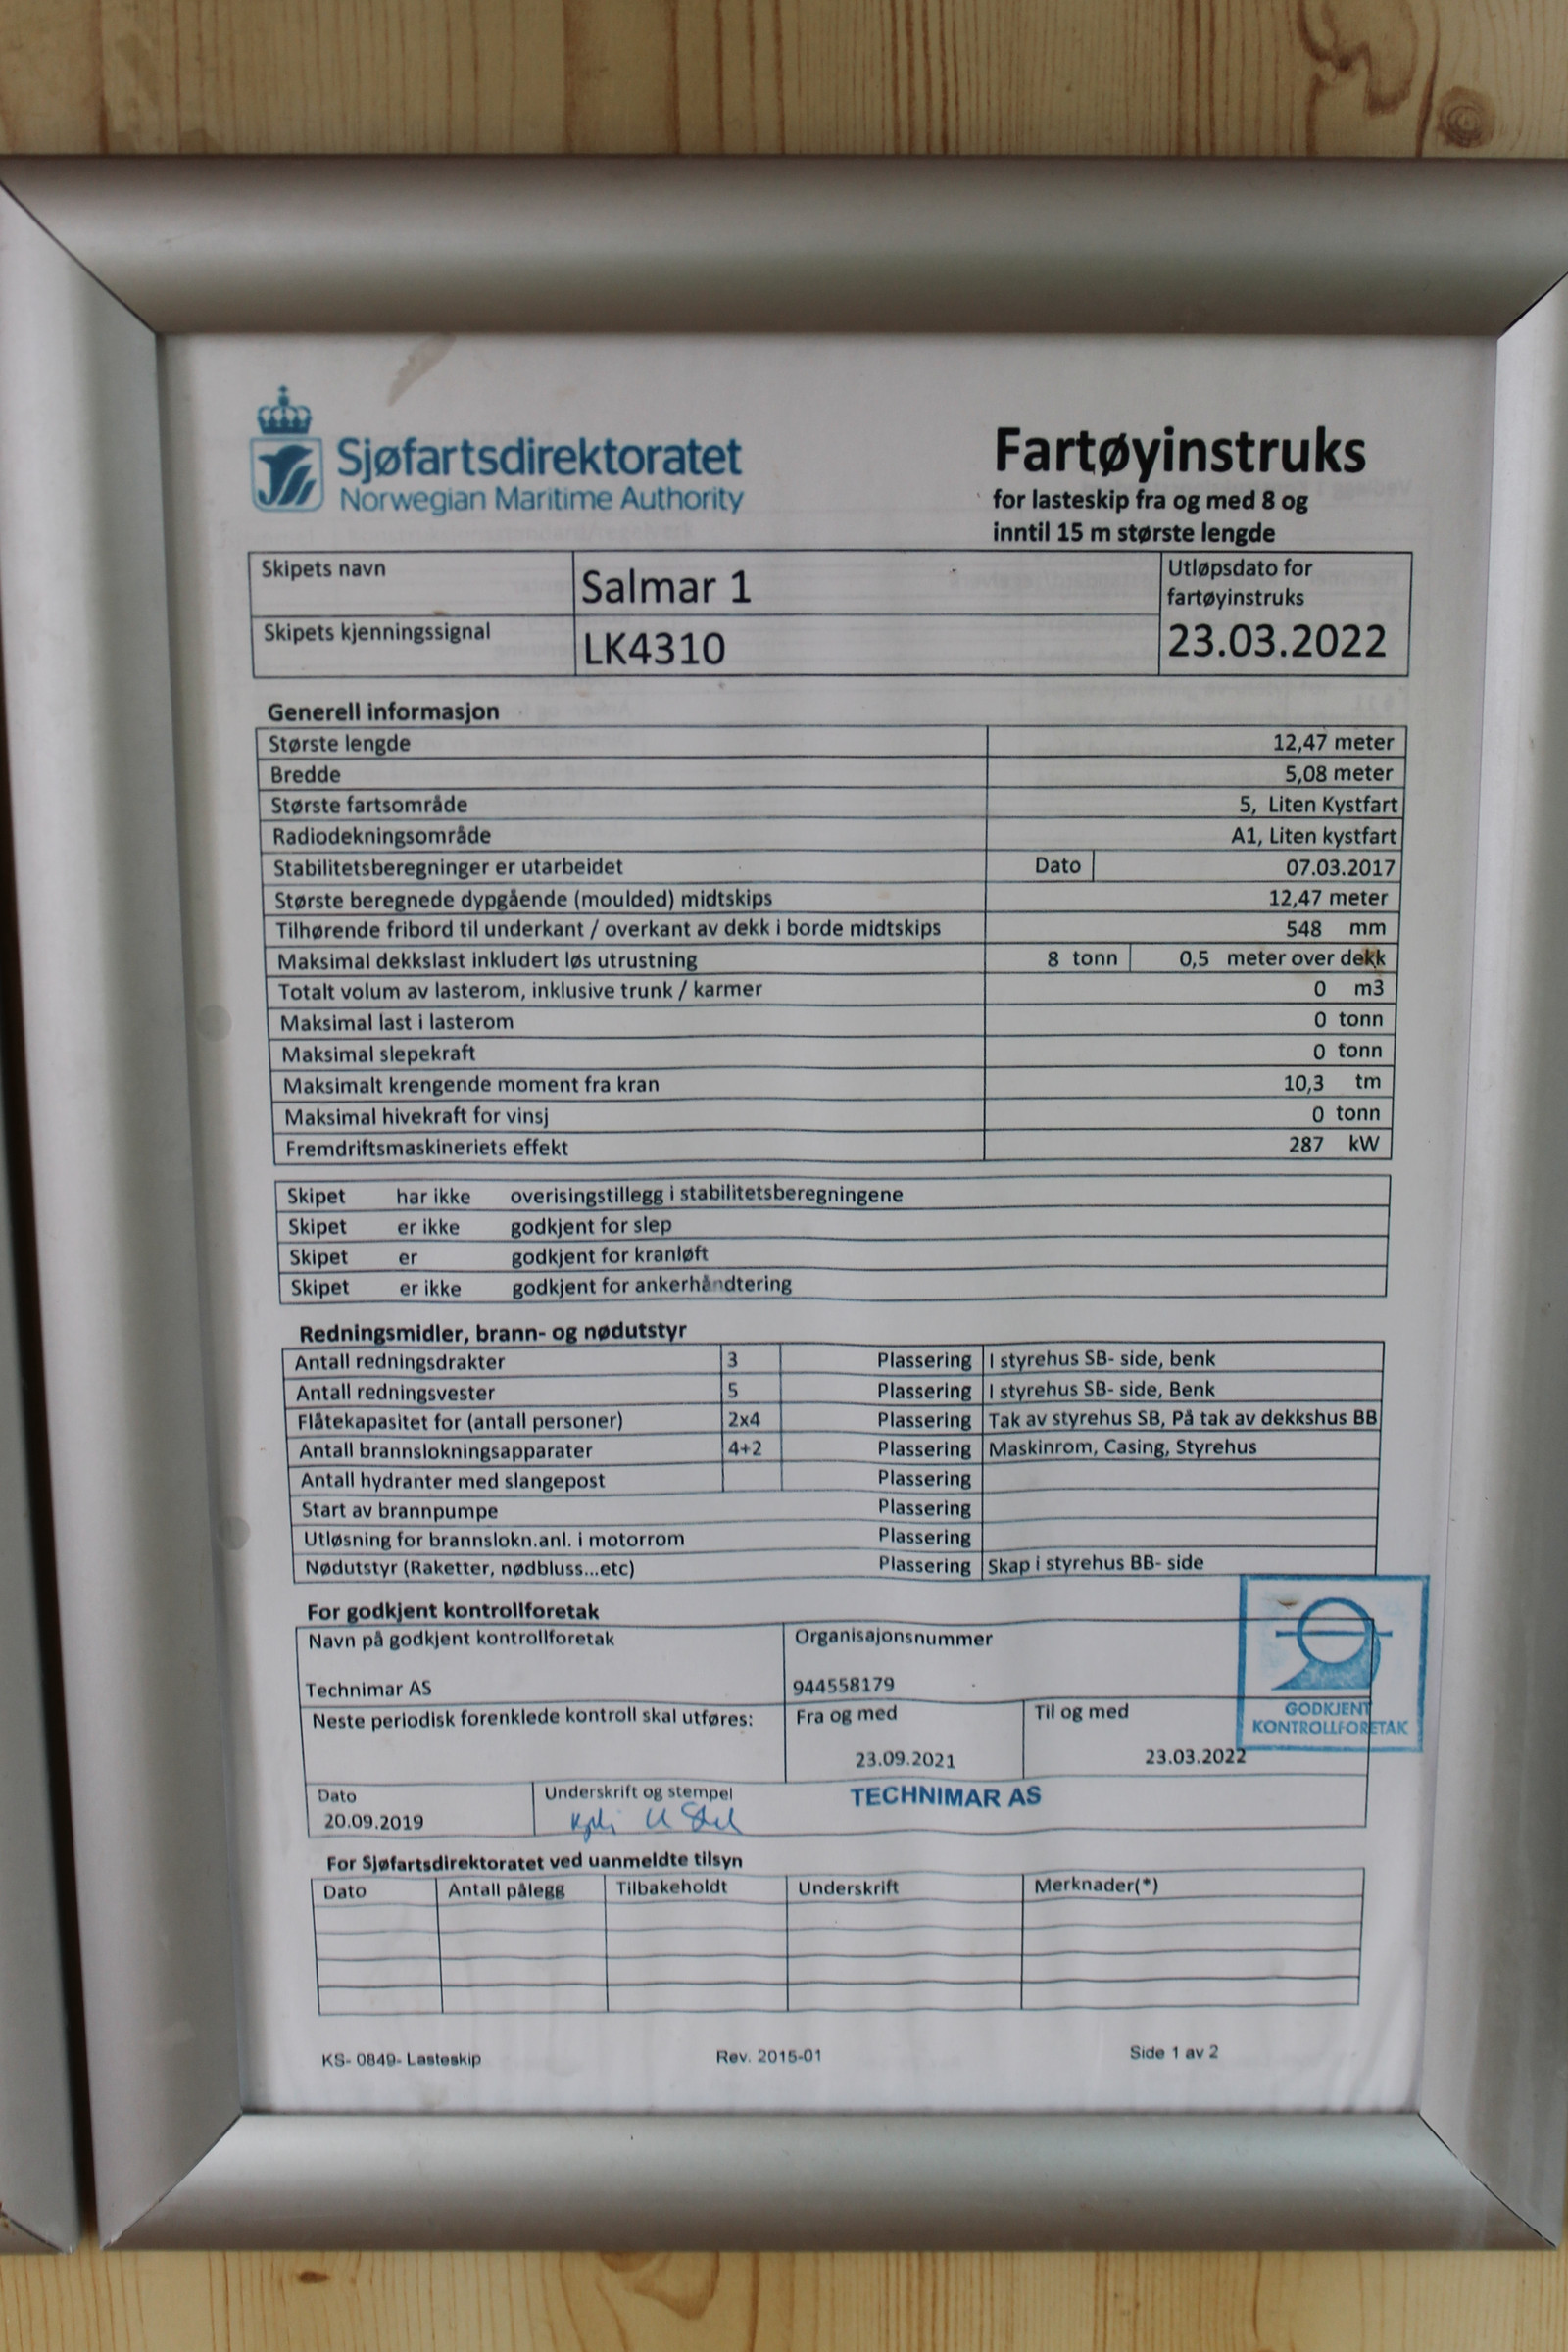 Sjøfartsdirektoratet
Norwegian Maritime Authority
Fartøyinstruks
for lasteskip fra og med 8 og
inntil 15 m største lengde
Skipets navn Salmar 1
Utløpsdato for
fartøyinstruks
23.03.2022
Skipets kjenningssignal LK4310
Generell informasjon
Største lengde 12,47 meter
Bredde 5,08 meter
Største fartsområde 5, Liten Kystfart
Radiodekningsområde A1, Liten kystfart
Stabilitetsberegninger er utarbeidet Dato 07.03.2017
Største beregnede dypgående (moulded) midtskips 12,47 meter
Tilhørende fribord til underkant / overkant av dekk i borde midtskips 548 mm
Maksimal dekkslast inkludert løs utrustning 8 tonn 0,5 meter over dekk
Totalt volum av lasterom, inklusive trunk / karmer 0 m3
Maksimal last i lasterom 0 tonn
Maksimal slepekraft 0 tonn
Maksimalt krengende moment fra kran 10,3 tm
Maksimal hivekraft for vinsj 0 tonn
Fremdriftsmaskineriets effekt 287 kW
Skipet har ikke overisingstillegg i stabilitetsberegningene
Skipet er ikke godkjent for slep
Skipet er godkjent for kranløft
Skipet er ikke godkjent for ankerhåndtering
Redningsmidler, brann- og nødutstyr
Antall redningsdrakter 3 Plassering I styrehus SB- side, benk
Antall redningsvester 5 Plassering I styrehus SB- side, Benk
Flåtekapasitet for (antall personer) 2x4 Plassering Tak av styrehus SB, På tak av dekkshus BB
Antall brannslokningsapparater 4+2 Plassering Maskinrom, Casing, Styrehus
Antall hydranter med slangepost Plassering
Start av brannpumpe Plassering
Utløsning for brannslokn.anl. i motorrom Plassering
Nødutstyr (Raketter, nødbluss...etc) Plassering Skap i styrehus BB- side
For godkjent kontrollforetak
Navn på godkjent kontrollforetak Organisajonsnummer
Technimar AS 944558179
GODKJENT
KONTROLLFORETAK
Neste periodisk forenklede kontroll skal utføres: Fra og med Til og med
23.09.2021 23.03.2022
Dato Underskrift og stempel TECHNIMAR AS
20.09.2019
For Sjøfartsdirektoratet ved uanmeldte tilsyn
Dato Antall pålegg Tilbakeholdt Underskrift Merknader(*)
KS- 0849- Lasteskip Rev. 2015-01 Side 1 av 2